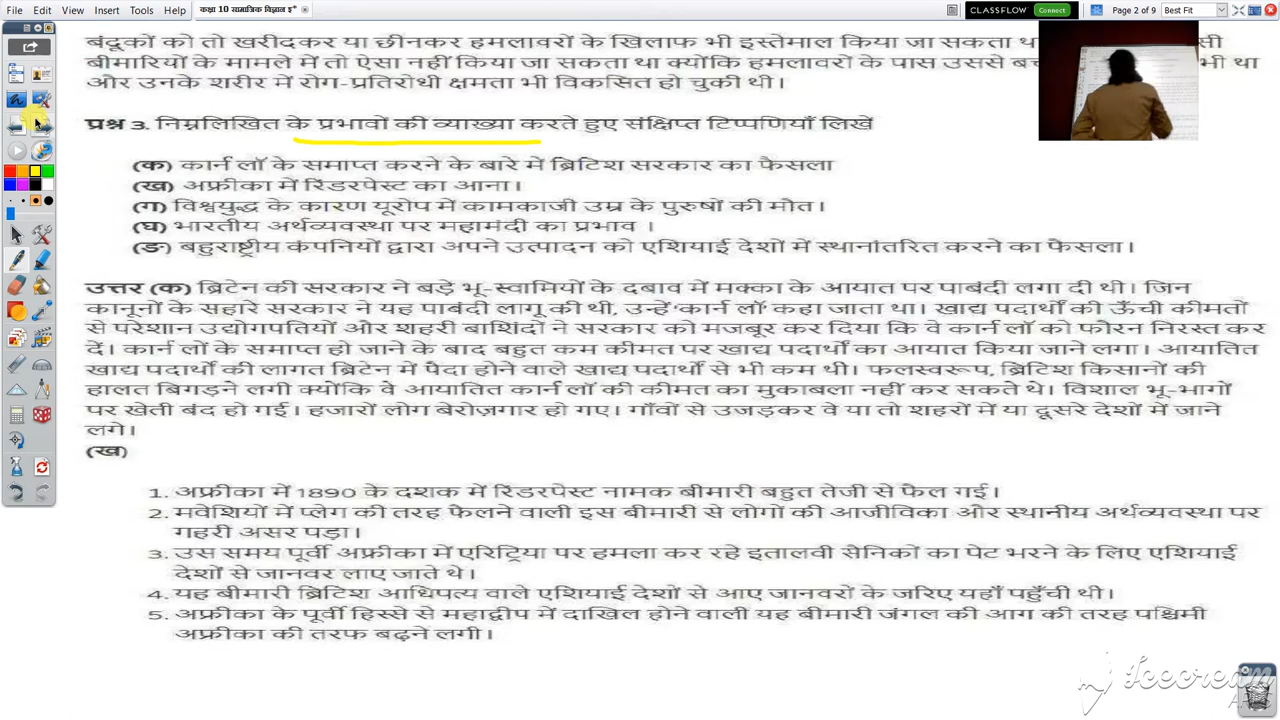 File Edit View Insert Tools Help कक्षा 10 सामाजिक विज्ञान इ* CLASSFLOW Connect Page 2 of 9 Best Fit
बंदूकों को तो खरीदकर या छीनकर हमलावरों के खिलाफ भी इस्तेमाल किया जा सकता सी
बीमारियों के मामले में तो ऐसा नहीं किया जा सकता था क्योंकि हमलावरों के पास उससे भी था
और उनके शरीर में रोग-प्रतिरोधी क्षमता भी विकसित हो चुकी थी।
प्रश्न 3. निम्नलिखित के प्रभावों की व्याख्या करते हुए संक्षिप्त टिप्पणियाँ लिखें
(क) कार्न लॉ के समाप्त करने के बारे में ब्रिटिश सरकार का फैसला
(ख) अफ्रीका में रिंडरपेस्ट का आना।
(ग) विश्वयुद्ध के कारण यूरोप में कामकाजी उम्र के पुरुषों की मौत।
(घ) भारतीय अर्थव्यवस्था पर महामंदी का प्रभाव ।
(ङ) बहुराष्ट्रीय कंपनियों द्वारा अपने उत्पादन को एशियाई देशों में स्थानांतरित करने का फैसला।
उत्तर (क) ब्रिटेन की सरकार ने बड़े भू-स्वामियों के दबाव में मक्का के आयात पर पाबंदी लगा दी थी। जिन
कानूनों के सहारे सरकार ने यह पाबंदी लागू की थी, उन्हें ‘कार्न लॉ’ कहा जाता था। खाद्य पदार्थों की ऊँची कीमतों
से परेशान उद्योगपतियों और शहरी बाशिंदों ने सरकार को मजबूर कर दिया कि वे कार्न लॉ को फौरन निरस्त कर
दें। कार्न लों के समाप्त हो जाने के बाद बहुत कम कीमत पर खाद्य पदार्थों का आयात किया जाने लगा। आयातित
खाद्य पदार्थों की लागत ब्रिटेन में पैदा होने वाले खाद्य पदार्थों से भी कम थी। फलस्वरूप, ब्रिटिश किसानों की
हालत बिगड़ने लगी क्योंकि वे आयातित कार्न लॉ की कीमत का मुकाबला नहीं कर सकते थे। विशाल भू-भागों
पर खेती बंद हो गई। हजारों लोग बेरोज़गार हो गए। गाँवों से उजड़कर वे या तो शहरों में या दूसरे देशों में जाने
लगे।
(ख)
1. अफ्रीका में 1890 के दशक में रिंडरपेस्ट नामक बीमारी बहुत तेजी से फैल गई।
2. मवेशियों में प्लेग की तरह फैलने वाली इस बीमारी से लोगों की आजीविका और स्थानीय अर्थव्यवस्था पर
गहरी असर पड़ा।
3. उस समय पूर्वी अफ्रीका में एरिट्रिया पर हमला कर रहे इतालवी सैनिकों का पेट भरने के लिए एशियाई
देशों से जानवर लाए जाते थे।
4. यह बीमारी ब्रिटिश आधिपत्य वाले एशियाई देशों से आए जानवरों के जरिए यहाँ पहुँची थी।
5. अफ्रीका के पूर्वी हिस्से से महाद्वीप में दाखिल होने वाली यह बीमारी जंगल की आग की तरह पश्चिमी
अफ्रीका की तरफ बढ़ने लगी।
Icecream
APPS